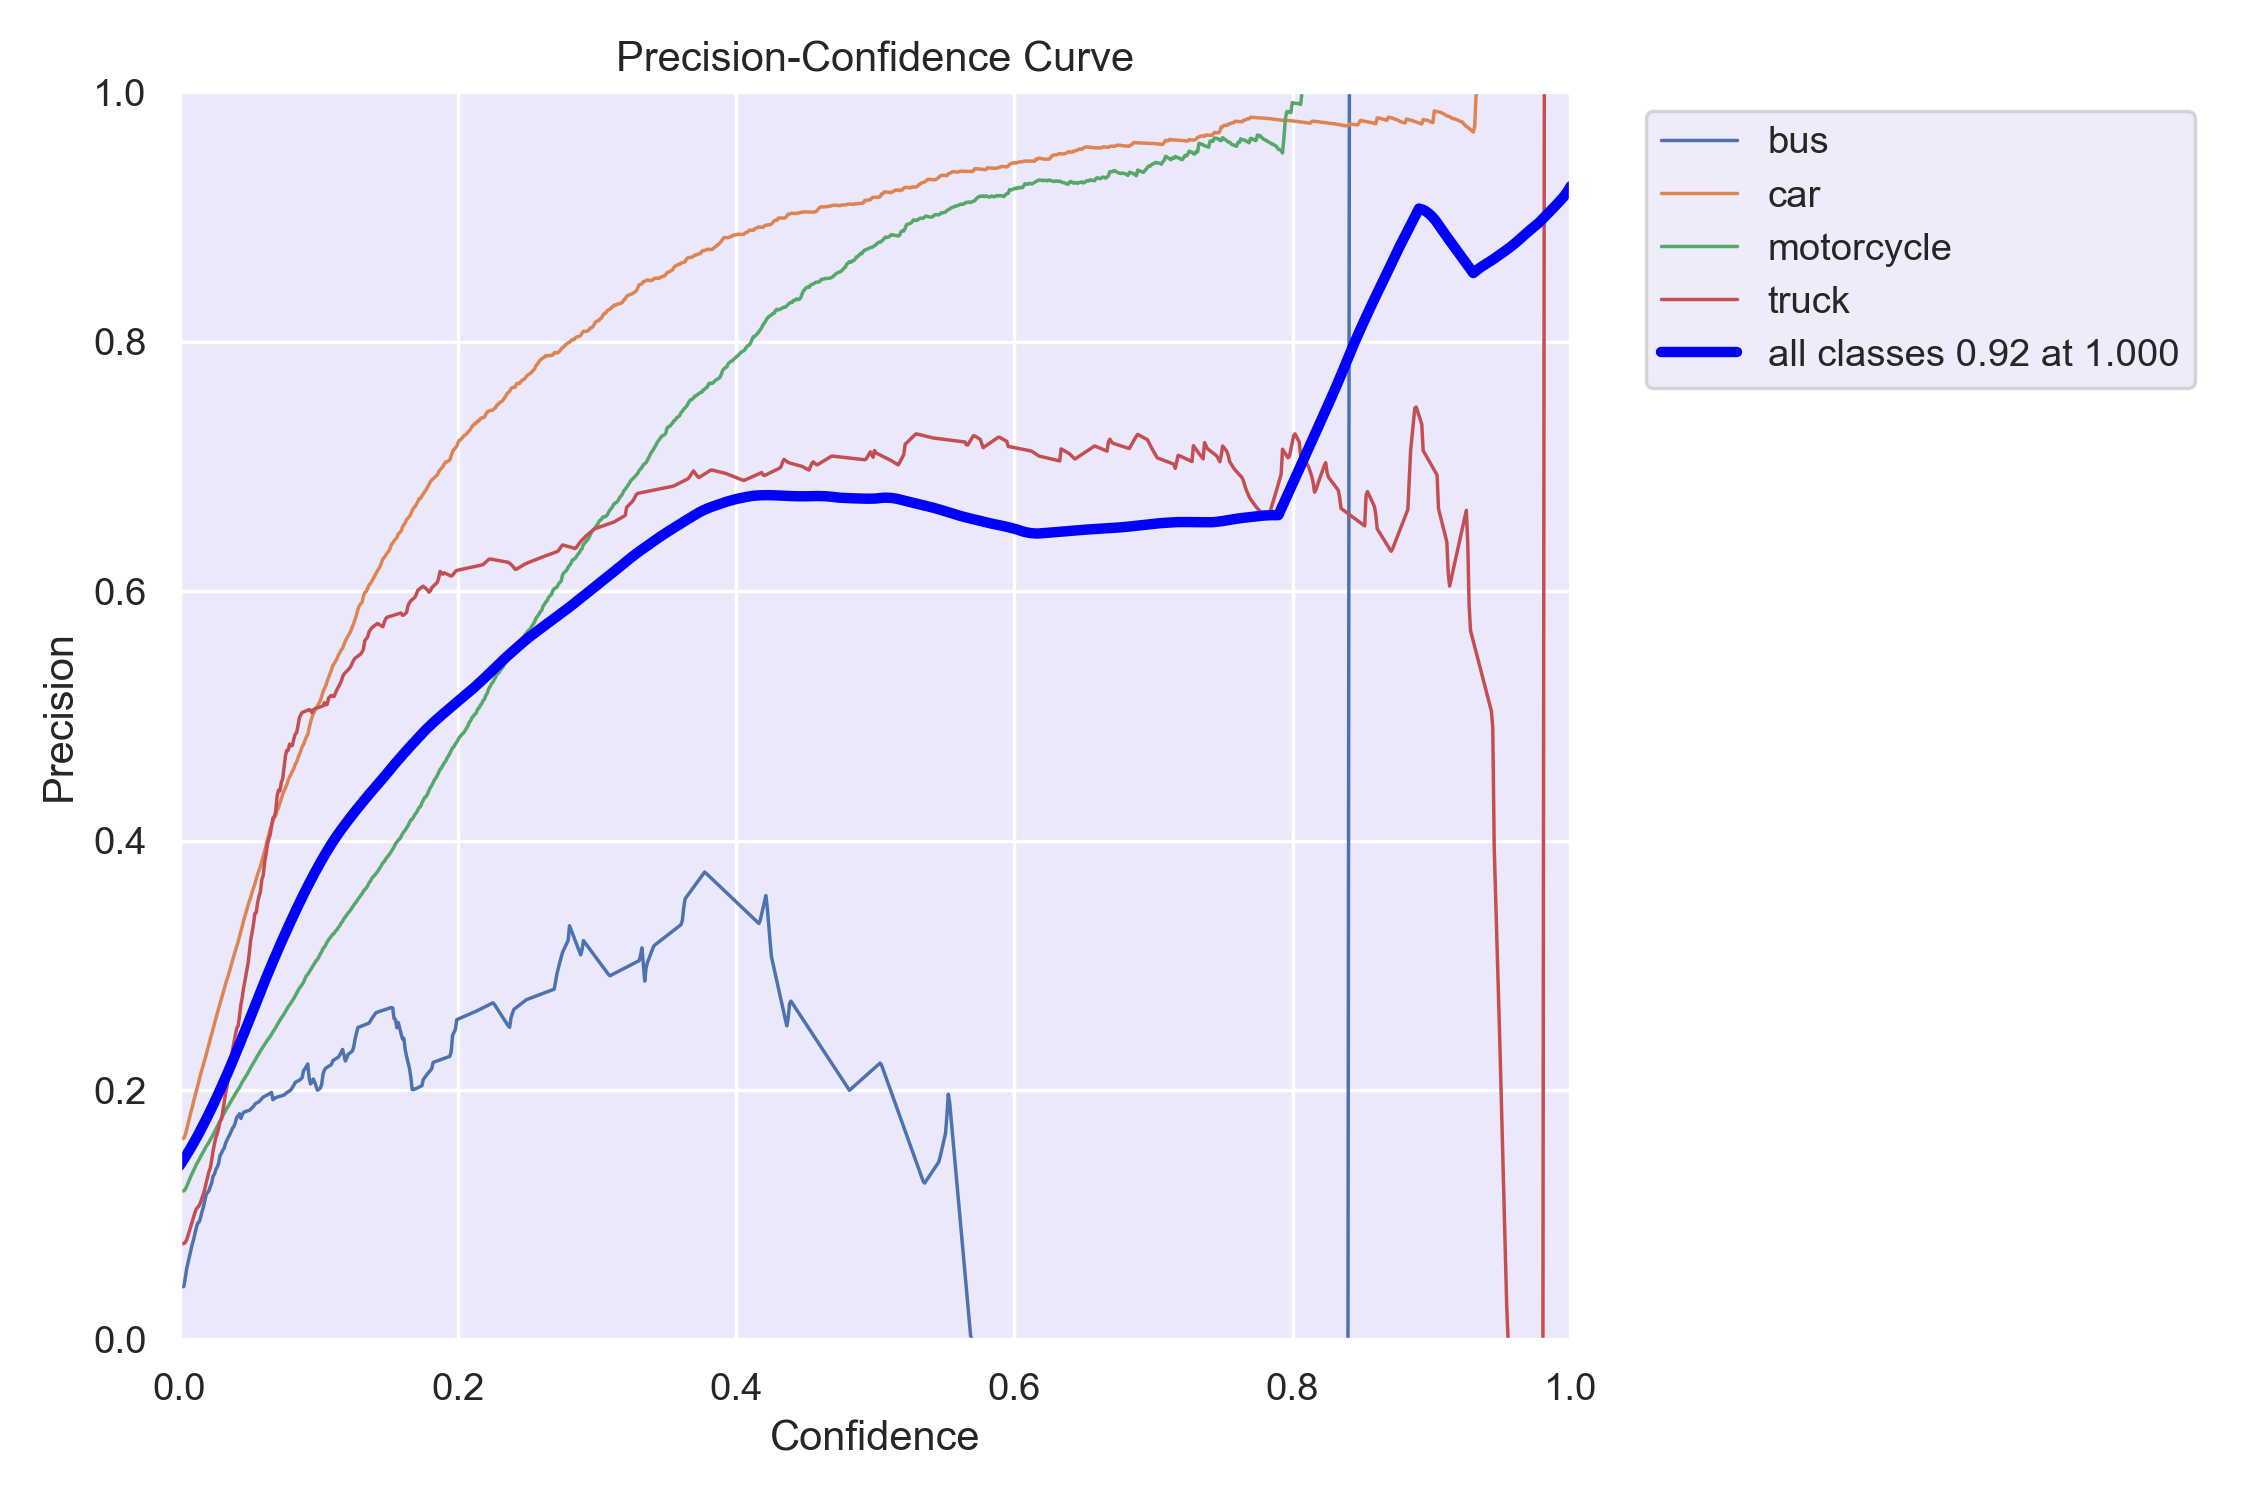 Precision-Confidence Curve
1.0
0.8
0.6
0.4
0.2
0.0
Precision
0.0 0.2 0.4 0.6 0.8 1.0
Confidence
bus
car
motorcycle
truck
all classes 0.92 at 1.000